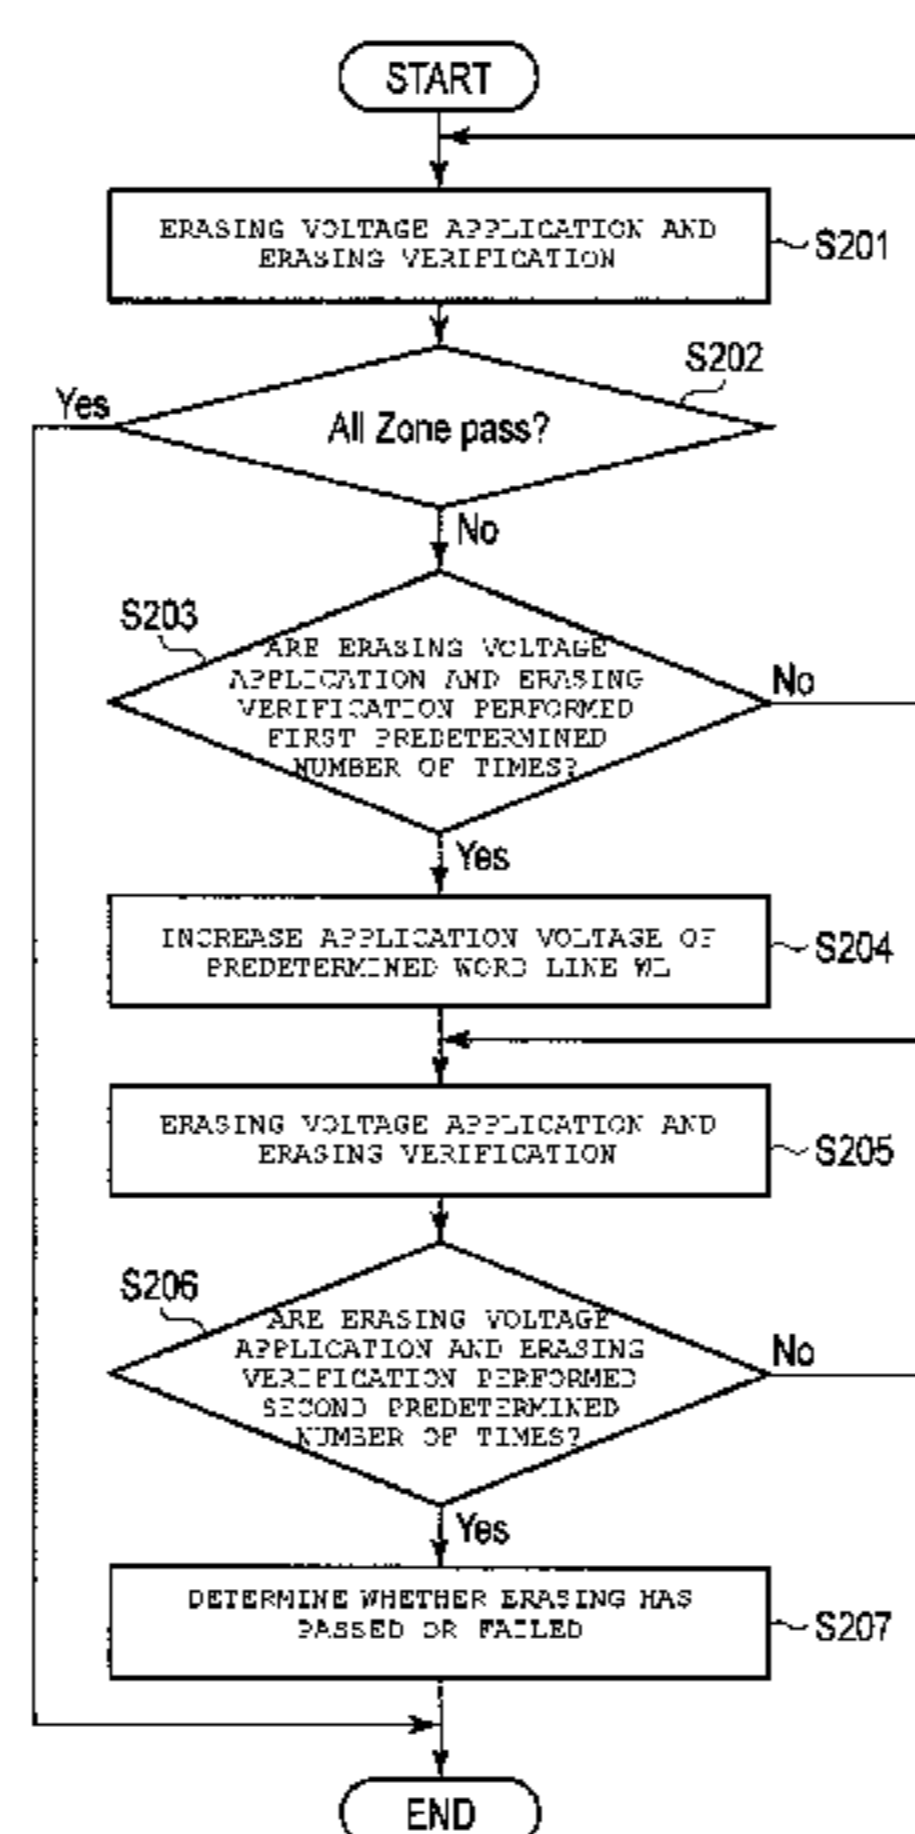 START
ERASING VOLTAGE APPLICATION AND
ERASING VERIFICATION
S201
S202
Yes
All Zone pass?
No
S203
ARE ERASING VOLTAGE
APPLICATION AND ERASING
VERIFICATION PERFORMED
FIRST PREDETERMINED
NUMBER OF TIMES?
No
Yes
INCREASE APPLICATION VOLTAGE OF
PREDETERMINED WORD LINE WL
S204
ERASING VOLTAGE APPLICATION AND
ERASING VERIFICATION
S205
S206
ARE ERASING VOLTAGE
APPLICATION AND ERASING
VERIFICATION PERFORMED
SECOND PREDETERMINED
NUMBER OF TIMES?
No
Yes
DETERMINE WHETHER ERASING HAS
PASSED OR FAILED
S207
END